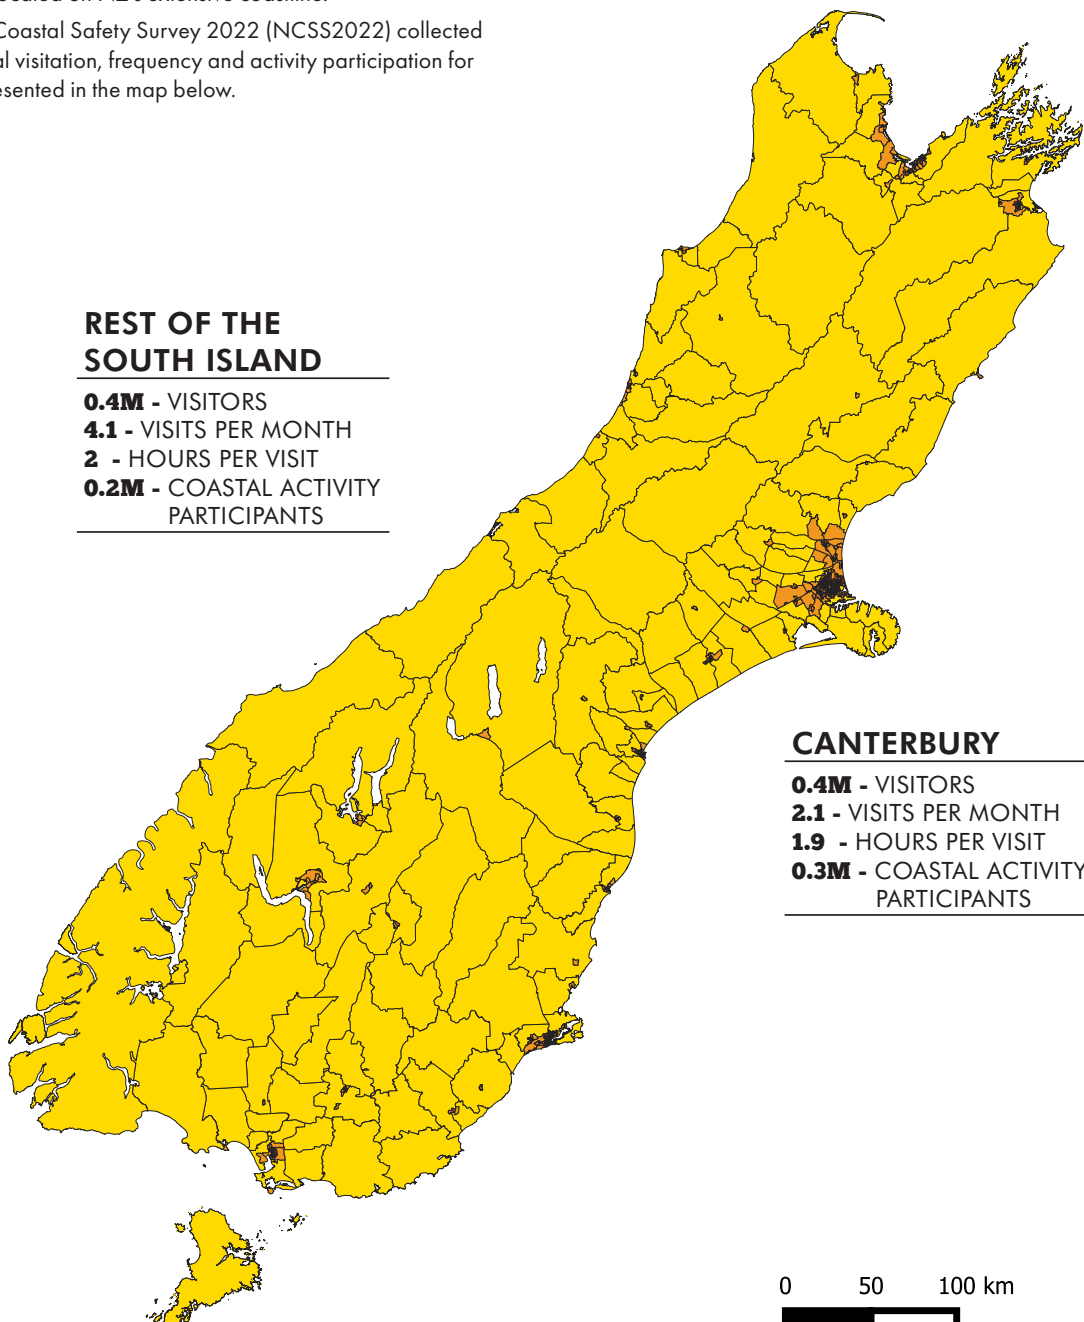 Coastal Safety Survey 2022 (NCSS2022) collected
visitation, frequency and activity participation for
in the map below.
REST OF THE
SOUTH ISLAND
0.4M - VISITORS
4.1 - VISITS PER MONTH
2 - HOURS PER VISIT
0.2M - COASTAL ACTIVITY
PARTICIPANTS
CANTERBURY
0.4M - VISITORS
2.1 - VISITS PER MONTH
1.9 - HOURS PER VISIT
0.3M - COASTAL ACTIVITY
PARTICIPANTS
0 50 100 km